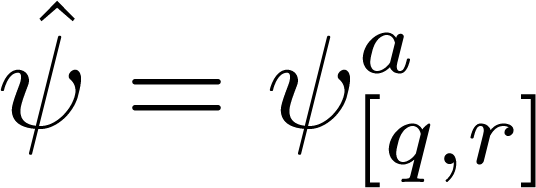 \hat{\psi} = \psi^{a}_{[q,r]}